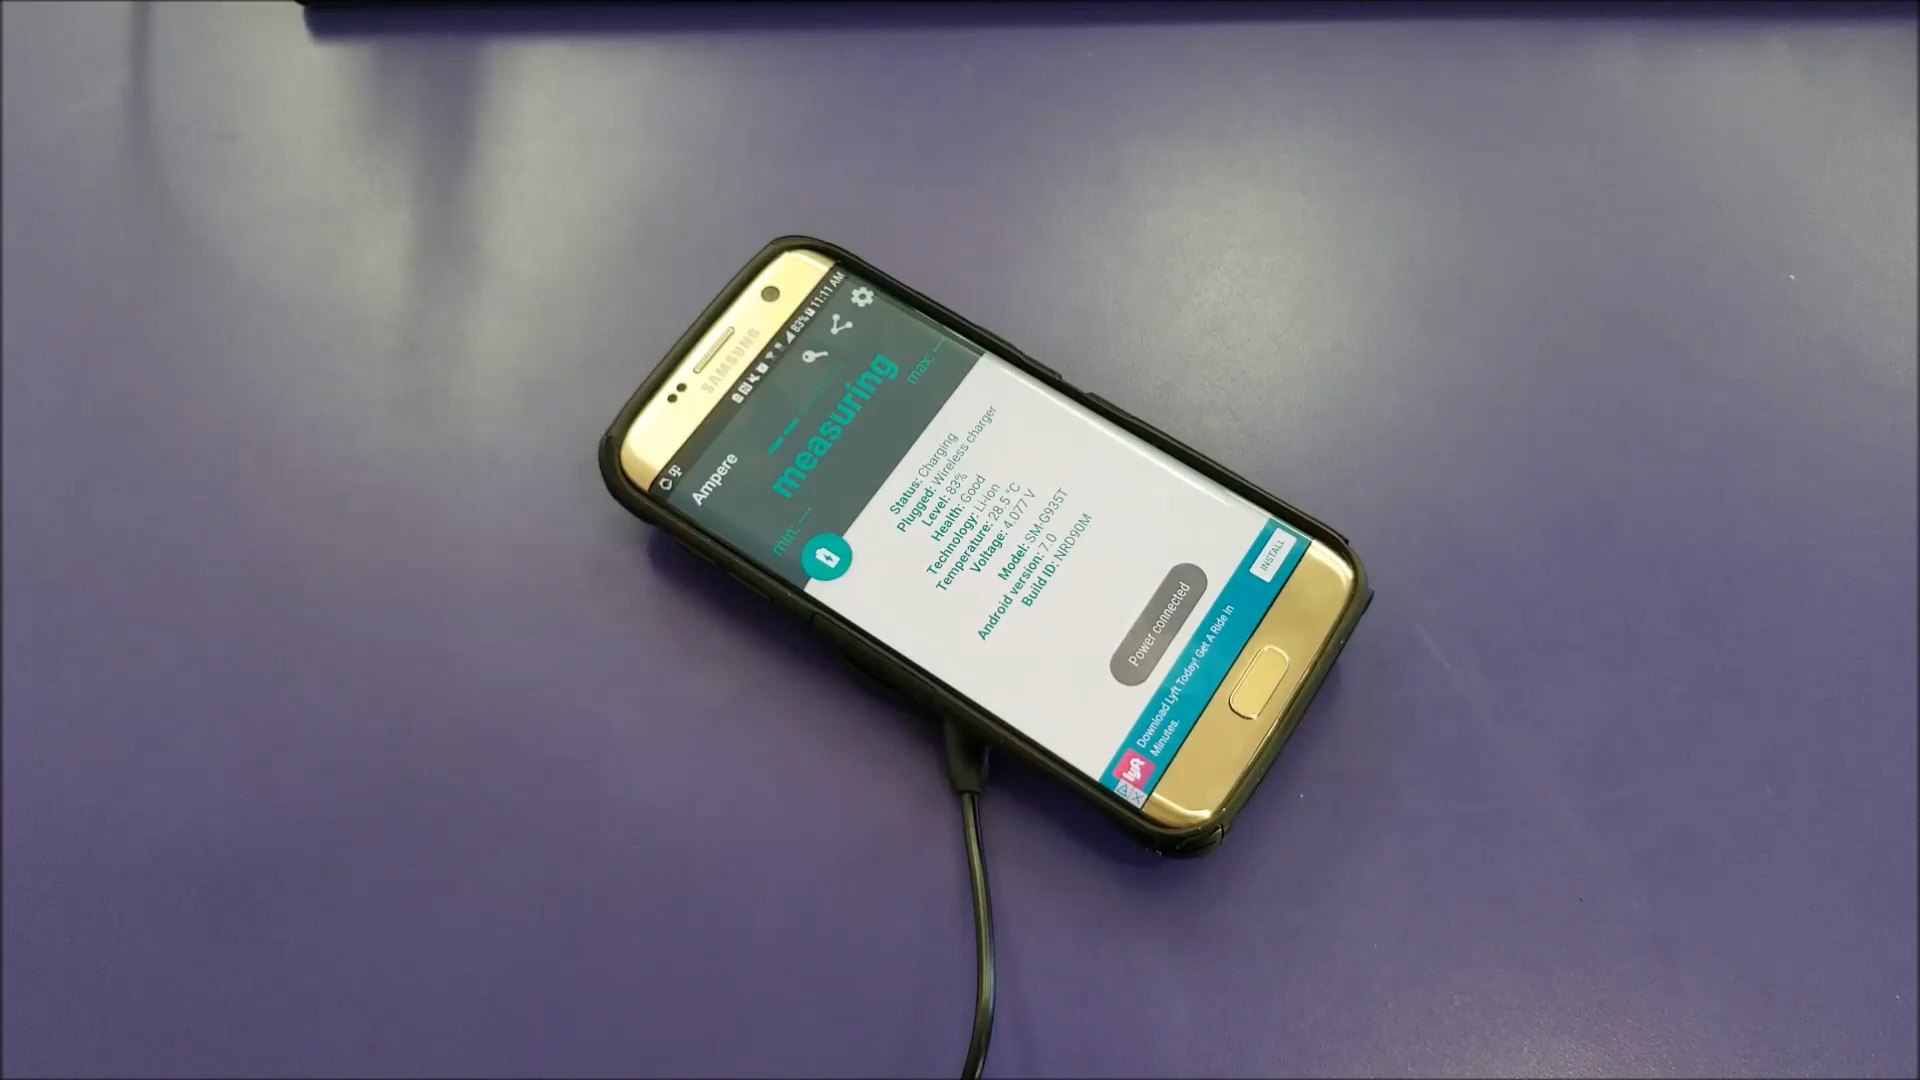 SAMSUNG
83% 11:11 AM
Ampere
measuring
min: ---
max: ---
Status: Charging
Plugged: Wireless charger
Level: 83%
Health: Good
Technology: Li-ion
Temperature: 28.5 °C
Voltage: 4.077 V
Model: SM-G935T
Android version: 7.0
Build ID: NRD90M
Power connected
lyft
Download Lyft Today! Get A Ride In
Minutes.
INSTALL